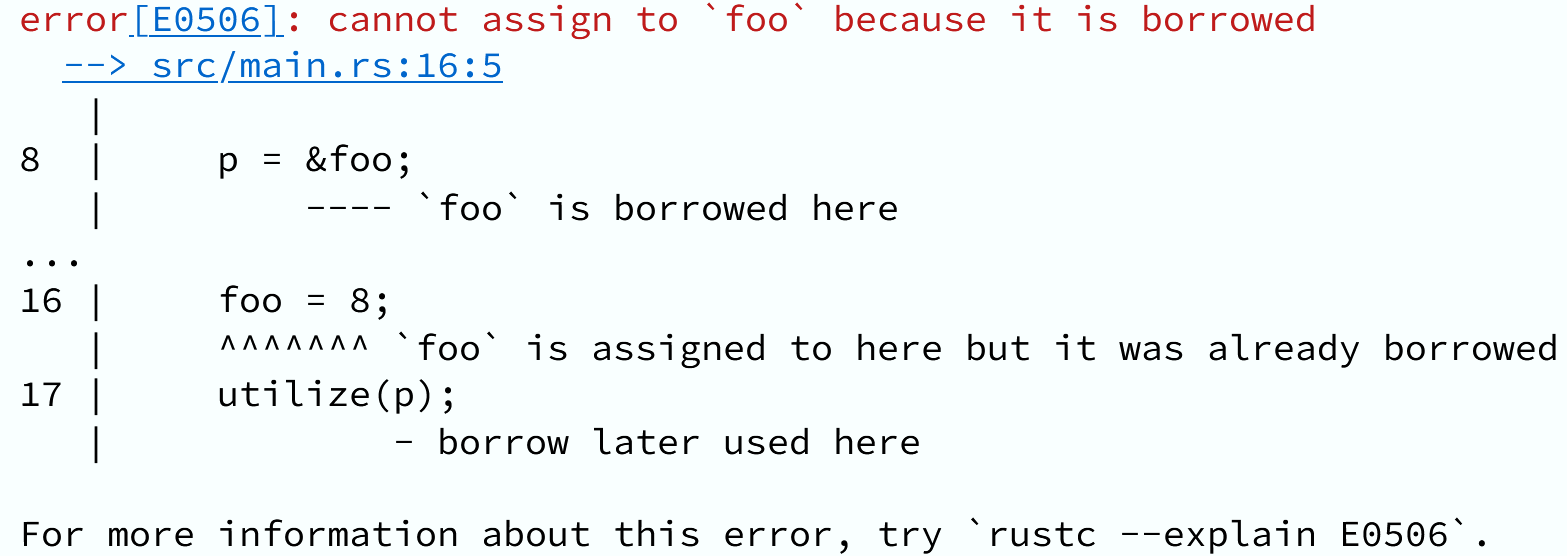 error[E0506]: cannot assign to `foo` because it is borrowed
  --> src/main.rs:16:5
   |
8  |     p = &foo;
   |         ---- `foo` is borrowed here
...
16 |     foo = 8;
   |     ^^^^^^^ `foo` is assigned to here but it was already borrowed
17 |     utilize(p);
   |             - borrow later used here

For more information about this error, try `rustc --explain E0506`.